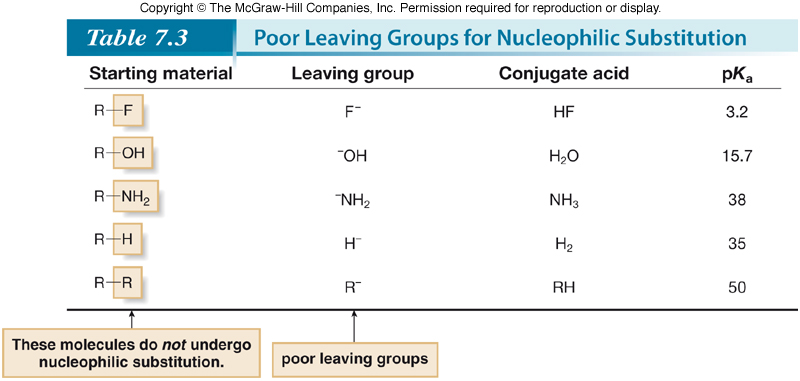 Copyright © The McGraw-Hill Companies, Inc. Permission required for reproduction or display.
Table 7.3 Poor Leaving Groups for Nucleophilic Substitution
Starting material Leaving group Conjugate acid pKₐ
R–F F⁻ HF 3.2
R–OH ⁻OH H₂O 15.7
R–NH₂ ⁻NH₂ NH₃ 38
R–H H⁻ H₂ 35
R–R R⁻ RH 50
These molecules do not undergo
nucleophilic substitution.
poor leaving groups